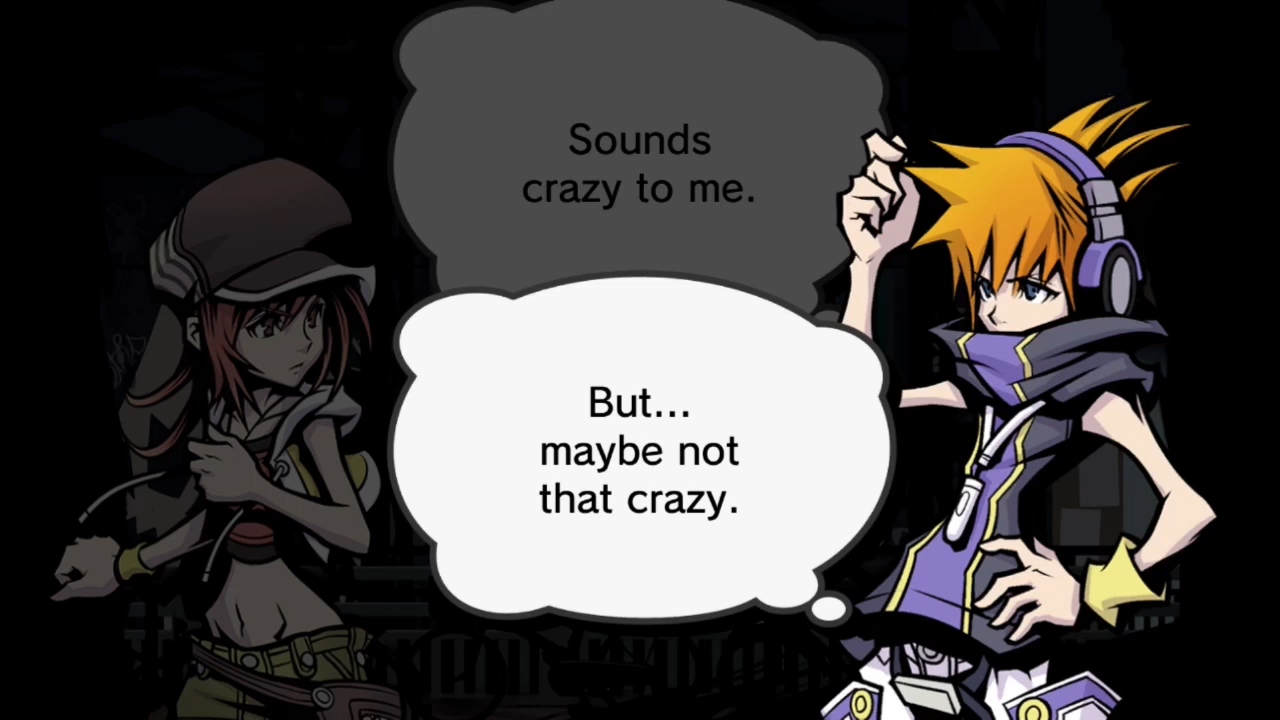 Sounds
crazy to me.
But...
maybe not
that crazy.